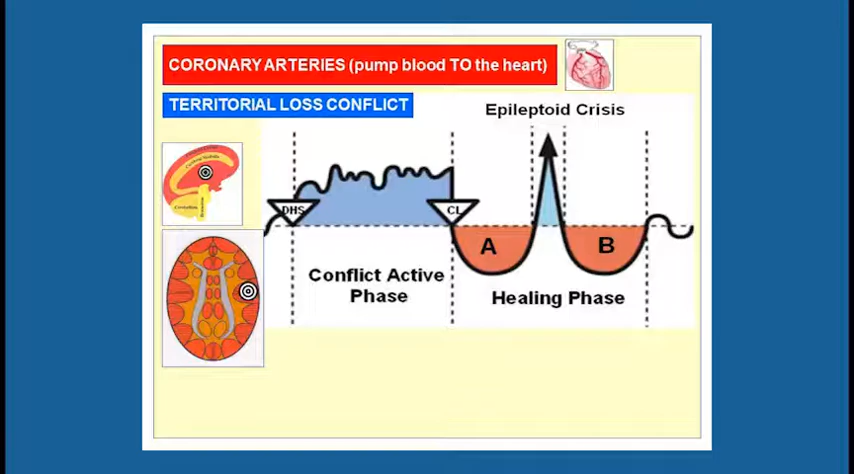 CORONARY ARTERIES (pump blood TO the heart)
TERRITORIAL LOSS CONFLICT
Epileptoid Crisis
DHS
CL
A
B
Conflict Active
Phase
Healing Phase